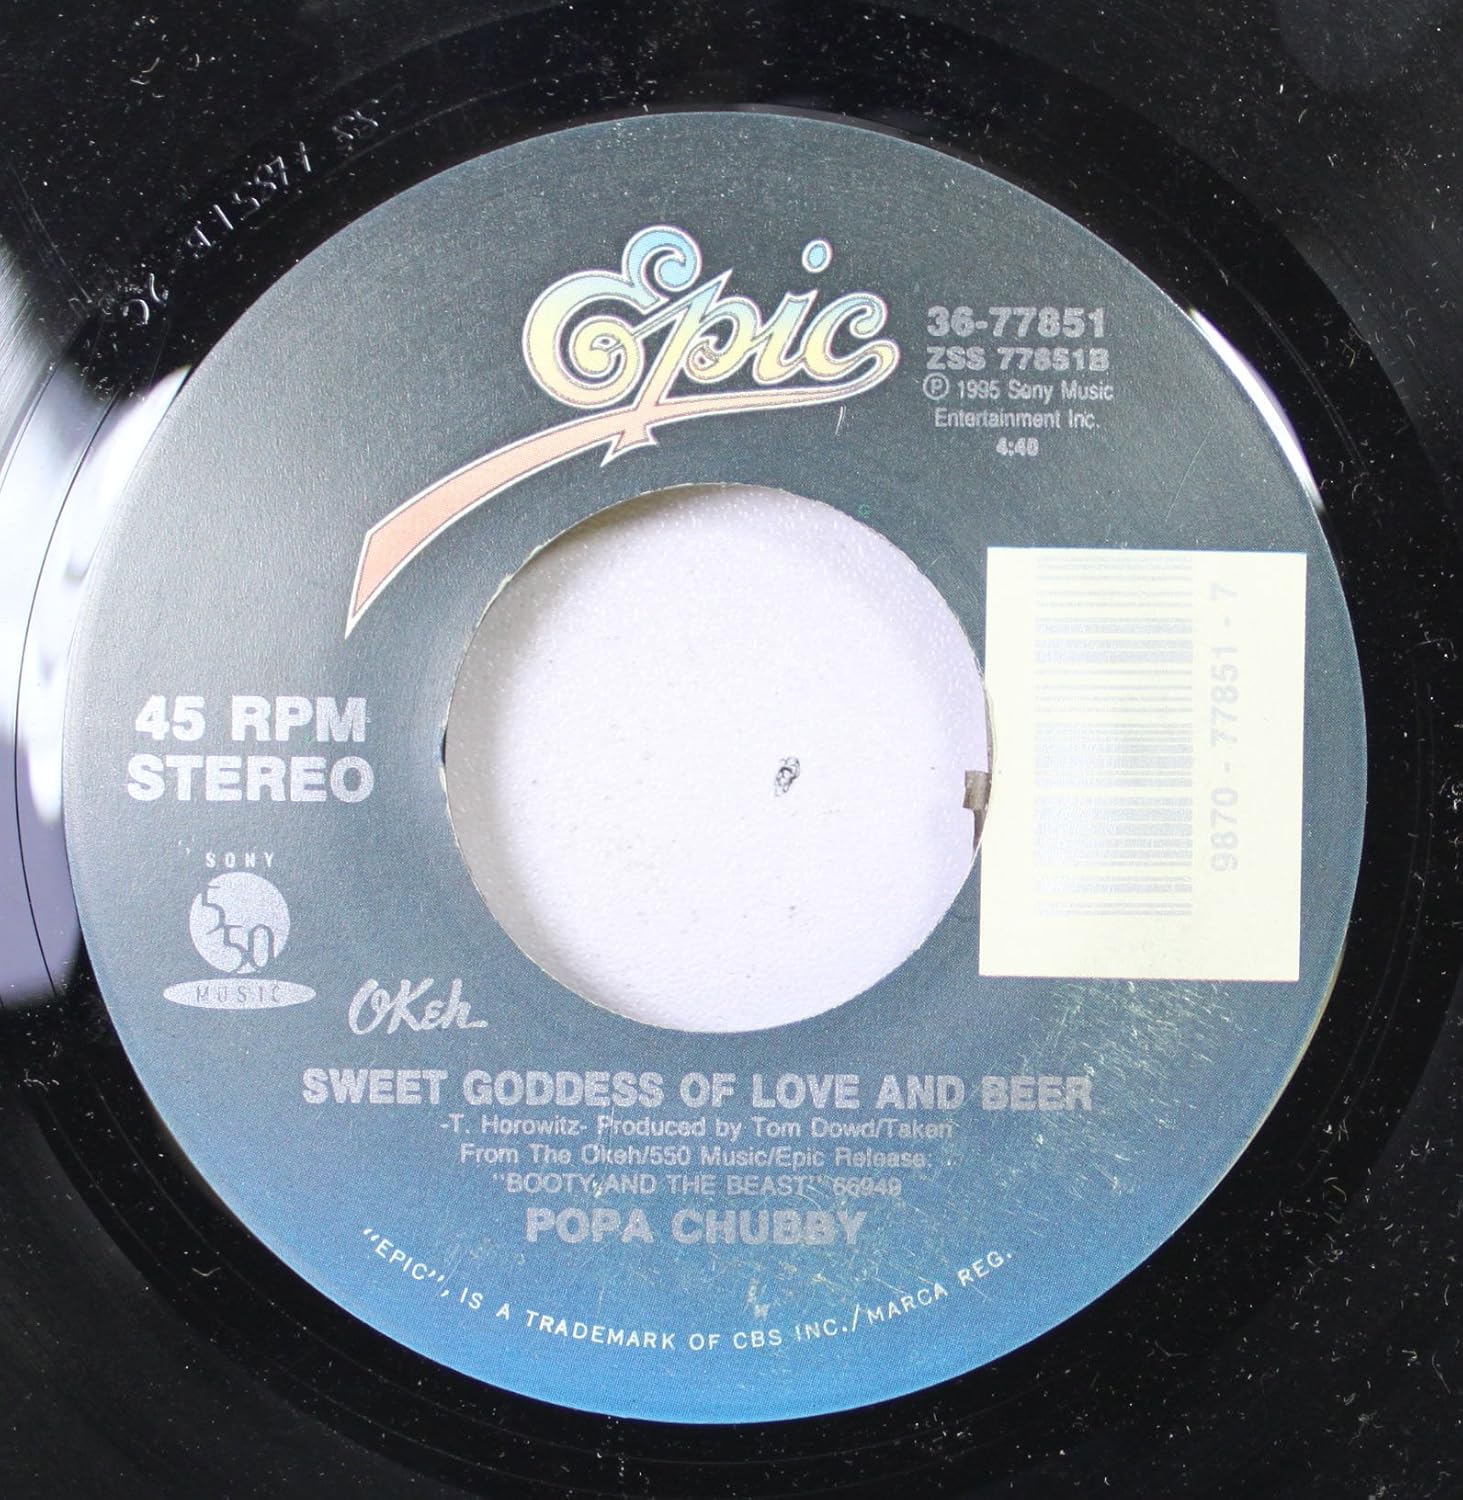 Epic
36-77851
ZSS 77851B
Ⓟ 1995 Sony Music
Entertainment Inc.
4:40
9870 - 77851 - 7
45 RPM
STEREO
SONY
550
MUSIC
OKeh
SWEET GODDESS OF LOVE AND BEER
-T. Horowitz- Produced by Tom Dowd/Taken
From The Okeh/550 Music/Epic Release:
"BOOTY AND THE BEAST" 66949
POPA CHUBBY
"EPIC", IS A TRADEMARK OF CBS INC./MARCA REG.